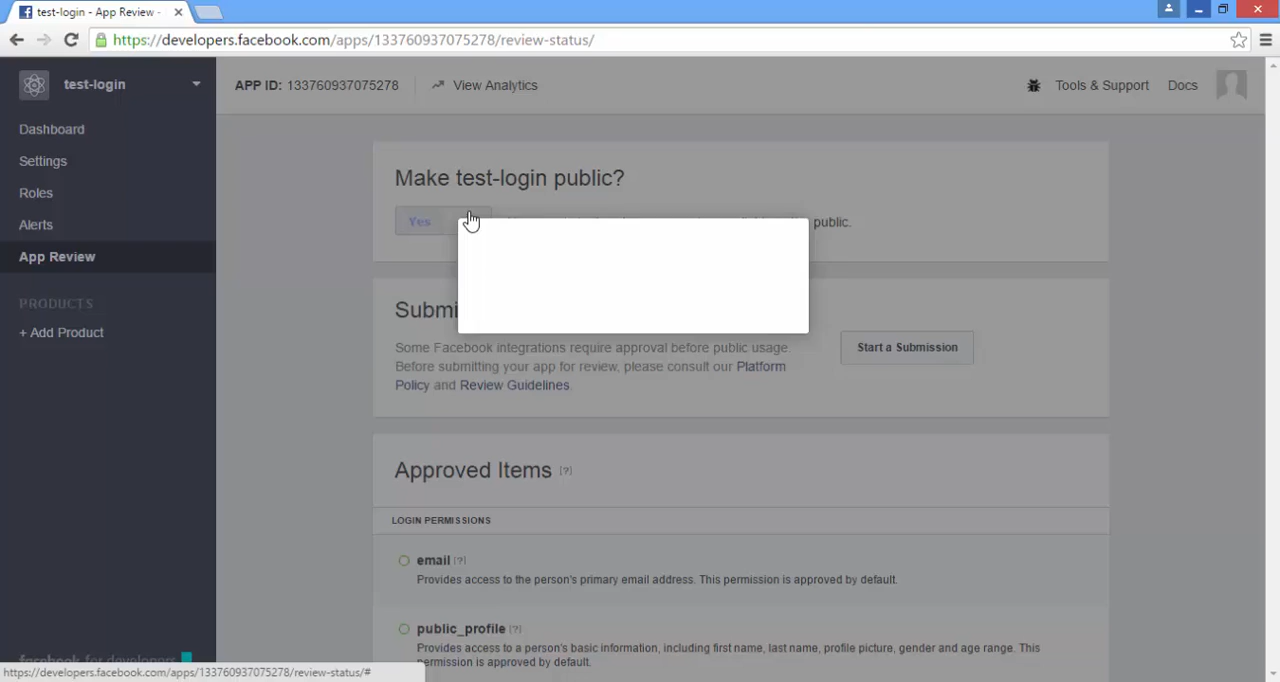 test-login - App Review -
https://developers.facebook.com/apps/133760937075278/review-status/
test-login
APP ID: 133760937075278
View Analytics
Tools & Support
Docs
Dashboard
Settings
Roles
Alerts
App Review
PRODUCTS
+ Add Product
Make test-login public?
Yes
public.
Submi
Some Facebook integrations require approval before public usage.
Before submitting your app for review, please consult our Platform
Policy and Review Guidelines.
Start a Submission
Approved Items [?]
LOGIN PERMISSIONS
email [?]
Provides access to the person's primary email address. This permission is approved by default.
public_profile [?]
Provides access to a person's basic information, including first name, last name, profile picture, gender and age range. This
permission is approved by default.
facebook for developers
https://developers.facebook.com/apps/133760937075278/review-status/#